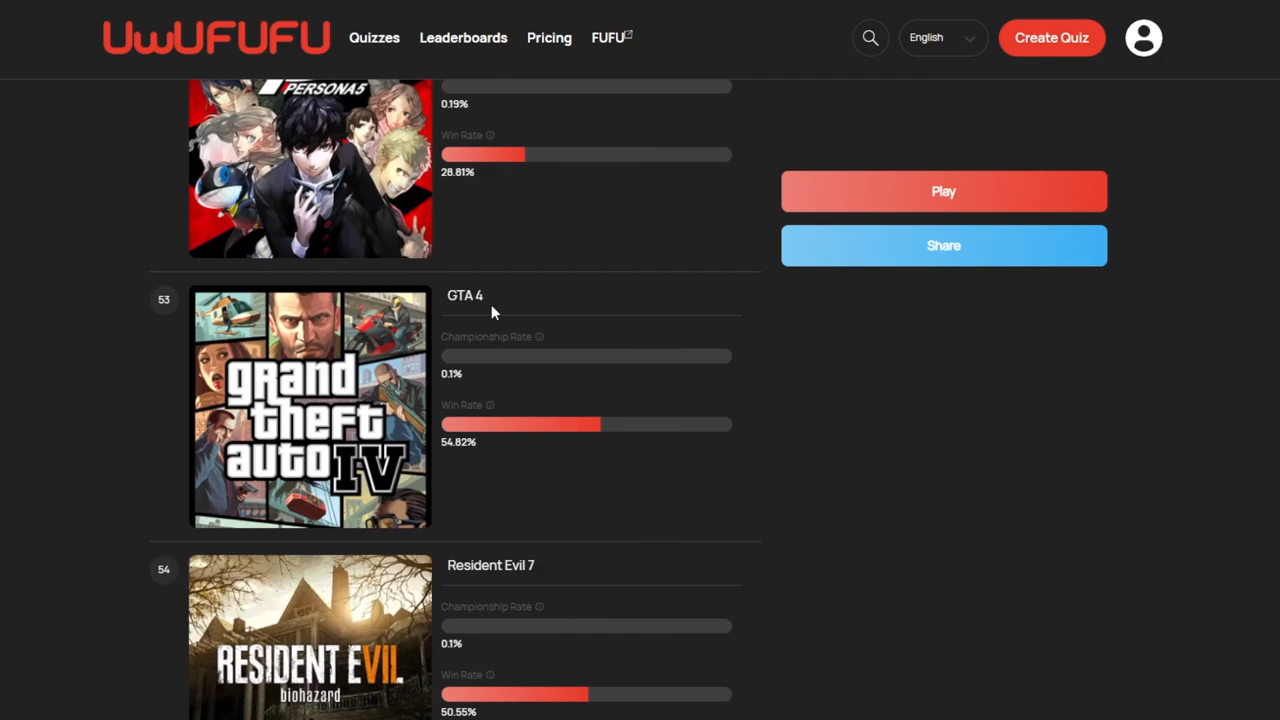 UwUFUFU
Quizzes
Leaderboards
Pricing
FUFU
English
Create Quiz
PERSONA5
0.19%
Win Rate
28.81%
Play
Share
53
GTA 4
grand
theft
auto
IV
Championship Rate
0.1%
Win Rate
54.82%
54
Resident Evil 7
RESIDENT EVIL
biohazard
Championship Rate
0.1%
Win Rate
50.55%